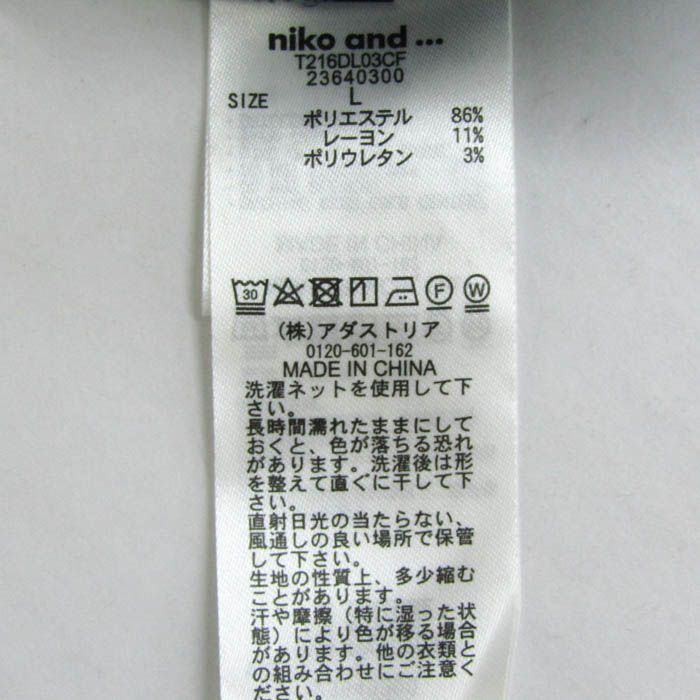 niko and ...
T216DL03CF
23640300
SIZE L
ポリエステル 86%
レーヨン 11%
ポリウレタン 3%
30 F W
(株)アダストリア
0120-601-162
MADE IN CHINA
洗濯ネットを使用して下
さい。
長時間濡れたままにして
おくと、色が落ちる恐れ
があります。洗濯後は形
を整えて直ぐに干して下
さい。
直射日光の当たらない、
風通しの良い場所で保管
して下さい。
生地の性質上、多少縮む
ことがあります。
汗や摩擦（特に湿った状
態）により色が移る場合
があります。他の衣類と
の組み合わせにご注意く
ださい。